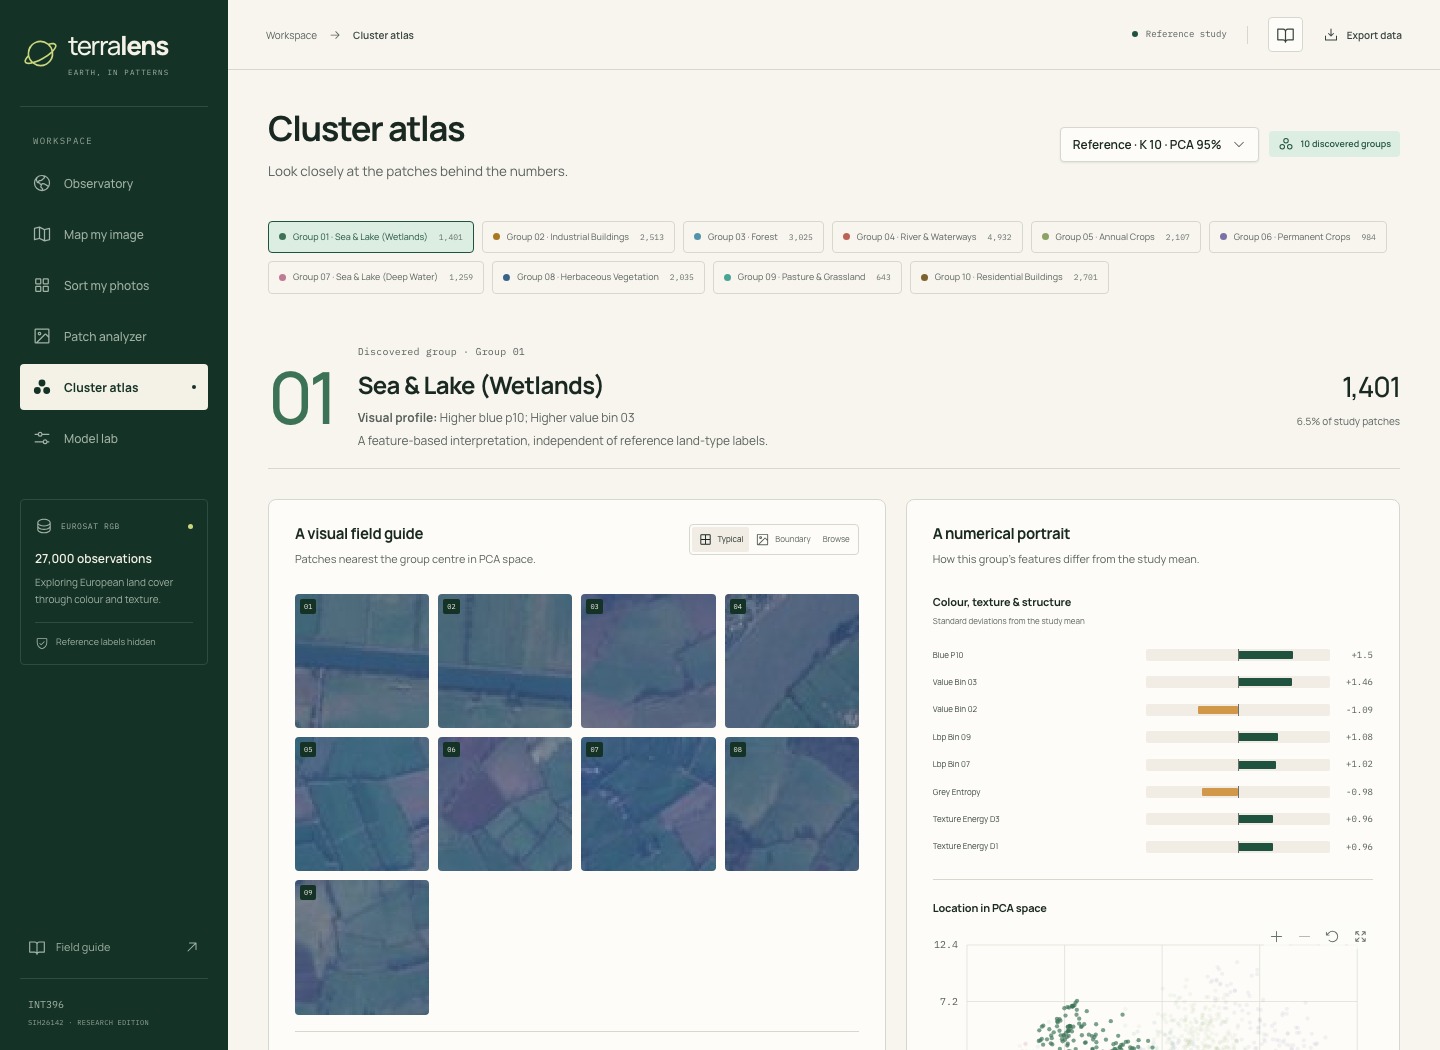 terralens
EARTH, IN PATTERNS
WORKSPACE
Observatory
Map my image
Sort my photos
Patch analyzer
Cluster atlas
Model lab
EUROSAT RGB
27,000 observations
Exploring European land cover
through colour and texture.
Reference labels hidden
Field guide
INT396
SIH26142 · RESEARCH EDITION
Workspace → Cluster atlas
Reference study
Export data
Cluster atlas
Look closely at the patches behind the numbers.
Reference · K 10 · PCA 95%
10 discovered groups
Group 01 · Sea & Lake (Wetlands) 1,401
Group 02 · Industrial Buildings 2,513
Group 03 · Forest 3,025
Group 04 · River & Waterways 4,932
Group 05 · Annual Crops 2,107
Group 06 · Permanent Crops 984
Group 07 · Sea & Lake (Deep Water) 1,259
Group 08 · Herbaceous Vegetation 2,035
Group 09 · Pasture & Grassland 643
Group 10 · Residential Buildings 2,701
01
Discovered group · Group 01
Sea & Lake (Wetlands)
Visual profile: Higher blue p10; Higher value bin 03
A feature-based interpretation, independent of reference land-type labels.
1,401
6.5% of study patches
A visual field guide
Patches nearest the group centre in PCA space.
Typical
Boundary
Browse
01
02
03
04
05
06
07
08
09
A numerical portrait
How this group's features differ from the study mean.
Colour, texture & structure
Standard deviations from the study mean
Blue P10 +1.5
Value Bin 03 +1.46
Value Bin 02 -1.09
Lbp Bin 09 +1.08
Lbp Bin 07 +1.02
Grey Entropy -0.98
Texture Energy D3 +0.96
Texture Energy D1 +0.96
Location in PCA space
12.4
7.2